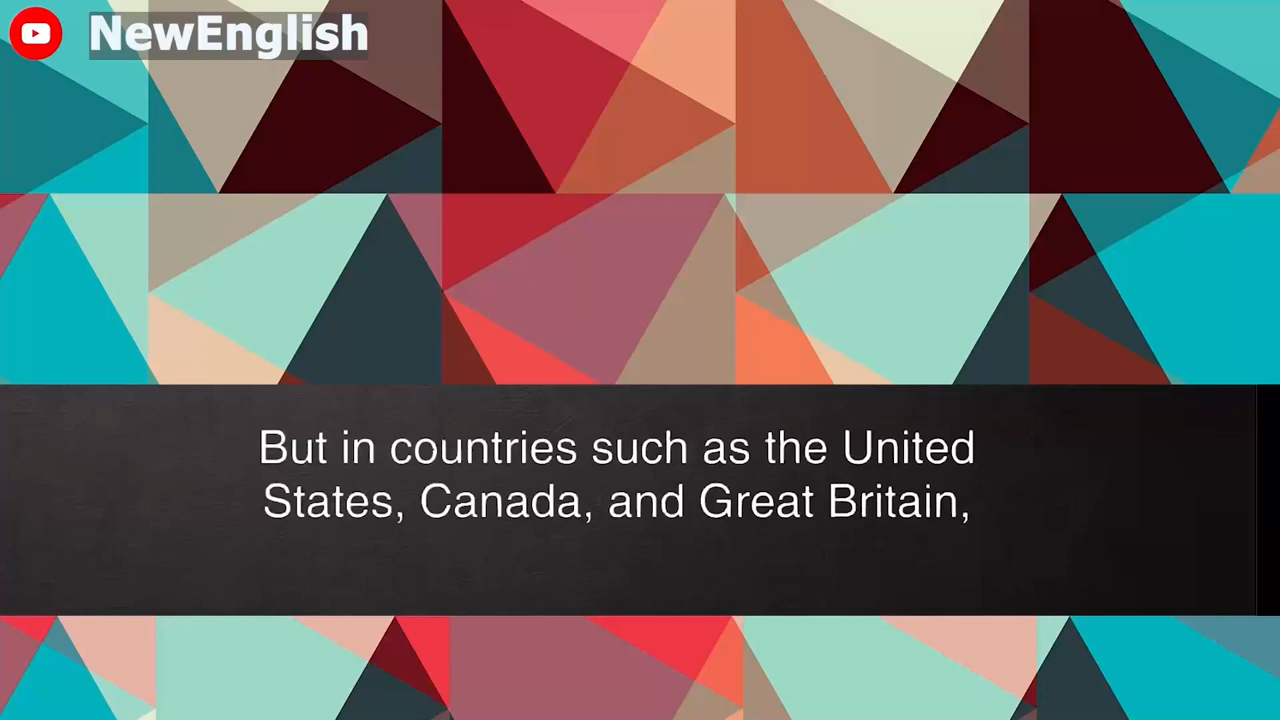 NewEnglish
But in countries such as the United
States, Canada, and Great Britain,